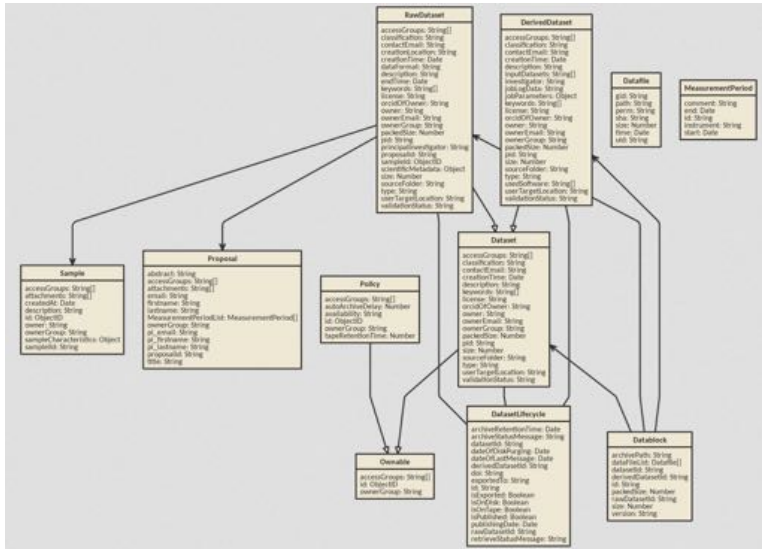 RawDataset
accessGroups: String[]
classification: String
contactEmail: String
creationLocation: String
creationTime: Date
dataFormat: String
description: String
endTime: Date
keywords: String[]
license: String
orcidOfOwner: String
owner: String
ownerEmail: String
ownerGroup: String
packedSize: Number
pid: String
principalInvestigator: String
proposalId: String
sampleId: ObjectID
scientificMetadata: Object
size: Number
sourceFolder: String
type: String
userTargetLocation: String
validationStatus: String
DerivedDataset
accessGroups: String[]
classification: String
contactEmail: String
creationTime: Date
description: String
inputDatasets: String[]
investigator: String
jobLogData: String
jobParameters: Object
keywords: String[]
license: String
orcidOfOwner: String
owner: String
ownerEmail: String
ownerGroup: String
packedSize: Number
pid: String
size: Number
sourceFolder: String
type: String
usedSoftware: String[]
userTargetLocation: String
validationStatus: String
Datafile
gid: String
path: String
perm: String
sha: String
size: Number
time: Date
uid: String
MeasurementPeriod
comment: String
end: Date
id: String
instrument: String
start: Date
Sample
accessGroups: String[]
attachments: String[]
createdAt: Date
description: String
id: ObjectID
owner: String
ownerGroup: String
sampleCharacteristics: Object
sampleId: String
Proposal
abstract: String
accessGroups: String[]
attachments: String[]
email: String
firstname: String
lastname: String
MeasurementPeriodList: MeasurementPeriod[]
ownerGroup: String
pi_email: String
pi_firstname: String
pi_lastname: String
proposalId: String
title: String
Policy
accessGroups: String[]
autoArchiveDelay: Number
availability: String
id: ObjectID
ownerGroup: String
tapeRetentionTime: Number
Dataset
accessGroups: String[]
classification: String
contactEmail: String
creationTime: Date
description: String
keywords: String[]
license: String
orcidOfOwner: String
owner: String
ownerEmail: String
ownerGroup: String
packedSize: Number
pid: String
size: Number
sourceFolder: String
type: String
userTargetLocation: String
validationStatus: String
Ownable
accessGroups: String[]
id: ObjectID
ownerGroup: String
DatasetLifecycle
archiveRetentionTime: Date
archiveStatusMessage: String
datasetId: String
dateOfDiskPurging: Date
dateOfLastMessage: Date
derivedDatasetId: String
doi: String
exportedTo: String
id: String
isExported: Boolean
isOnDisk: Boolean
isOnTape: Boolean
isPublished: Boolean
publishingDate: Date
rawDatasetId: String
retrieveStatusMessage: String
Datablock
archivePath: String
dataFileList: Datafile[]
datasetId: String
derivedDatasetId: String
id: String
packedSize: Number
rawDatasetId: String
size: Number
version: String